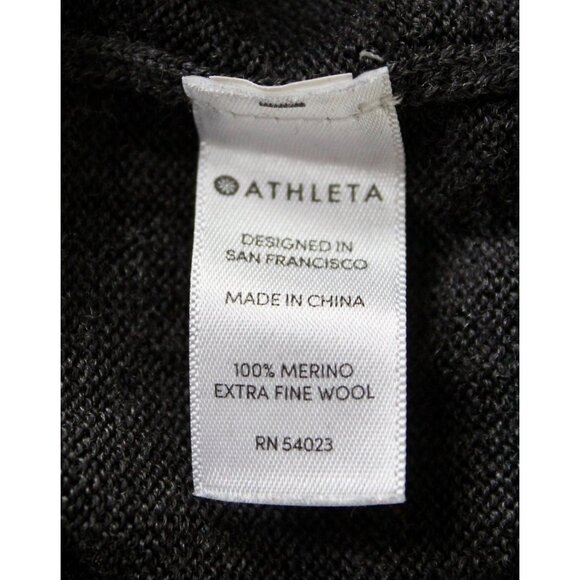 ATHLETA
DESIGNED IN
SAN FRANCISCO
MADE IN CHINA
100% MERINO
EXTRA FINE WOOL
RN 54023